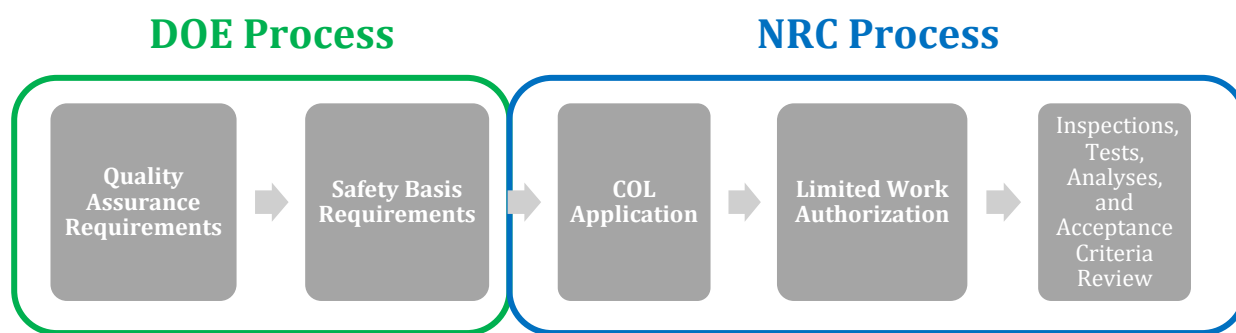 DOE Process
NRC Process
Quality
Assurance
Requirements
Safety Basis
Requirements
COL
Application
Limited Work
Authorization
Inspections,
Tests,
Analyses,
and
Acceptance
Criteria
Review